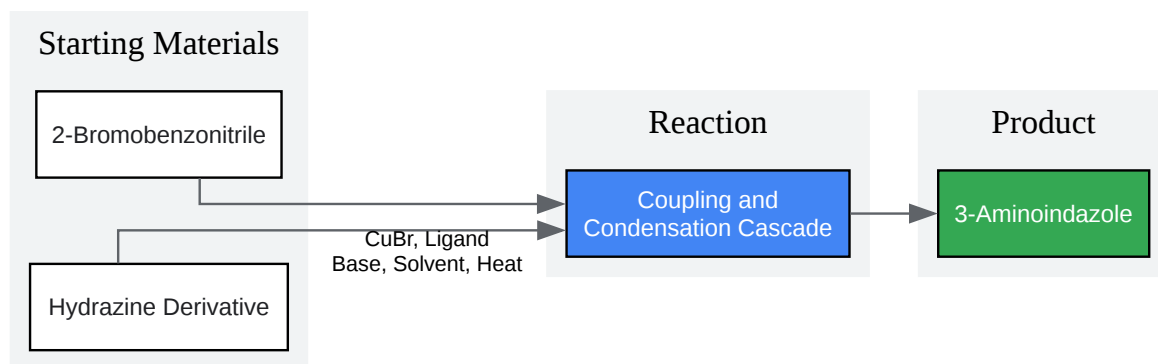 Starting Materials
2-Bromobenzonitrile
Hydrazine Derivative
CuBr, Ligand
Base, Solvent, Heat
Reaction
Coupling and
Condensation Cascade
Product
3-Aminoindazole